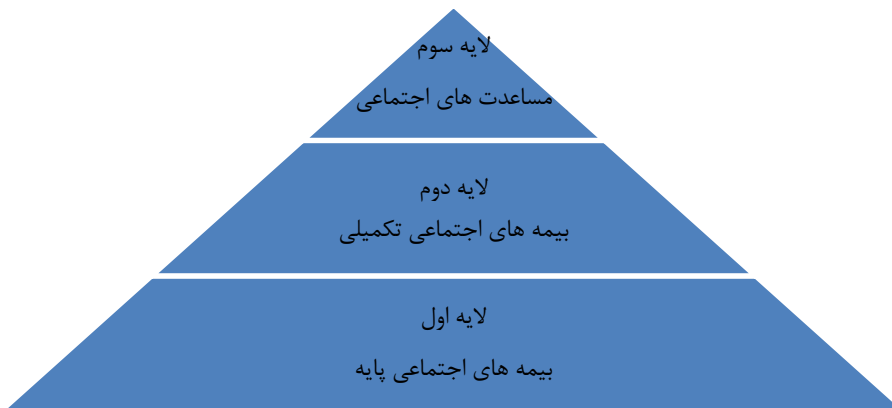 لایه سوم
مساعدت های اجتماعی
لایه دوم
بیمه های اجتماعی تکمیلی
لایه اول
بیمه های اجتماعی پایه